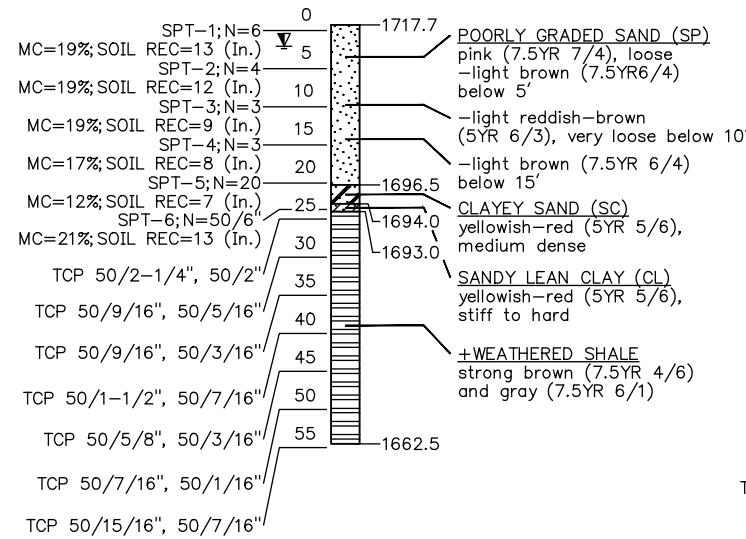 0
1717.7
SPT-1;N=6
MC=19%;SOIL REC=13 (In.)
5
SPT-2;N=4
MC=19%;SOIL REC=12 (In.)
10
SPT-3;N=3
MC=19%;SOIL REC=9 (In.)
15
SPT-4;N=3
MC=17%;SOIL REC=8 (In.)
20
SPT-5;N=20
MC=12%;SOIL REC=7 (In.)
25
SPT-6;N=50/6"
MC=21%;SOIL REC=13 (In.)
30
TCP 50/2-1/4", 50/2"
35
TCP 50/9/16", 50/5/16"
40
TCP 50/9/16", 50/3/16"
45
TCP 50/1-1/2", 50/7/16"
50
TCP 50/5/8", 50/3/16"
55
TCP 50/7/16", 50/1/16"
TCP 50/15/16", 50/7/16"
1696.5
1694.0
1693.0
1662.5
POORLY GRADED SAND (SP)
pink (7.5YR 7/4), loose
-light brown (7.5YR6/4)
below 5'
-light reddish-brown
(5YR 6/3), very loose below 10'
-light brown (7.5YR 6/4)
below 15'
CLAYEY SAND (SC)
yellowish-red (5YR 5/6),
medium dense
SANDY LEAN CLAY (CL)
yellowish-red (5YR 5/6),
stiff to hard
+WEATHERED SHALE
strong brown (7.5YR 4/6)
and gray (7.5YR 6/1)
T